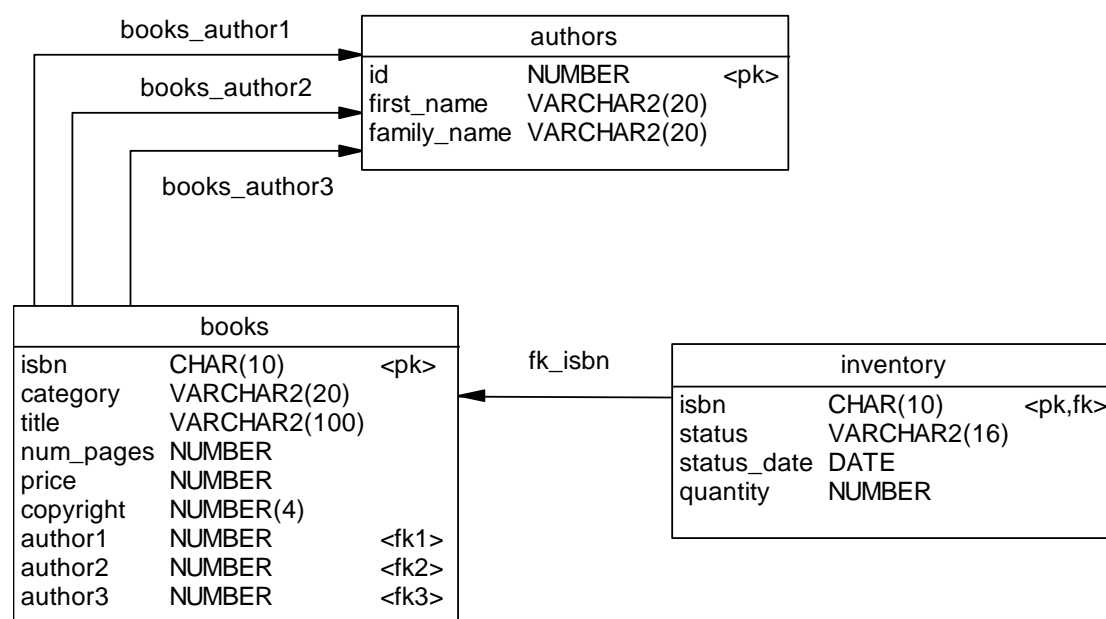 books_author1
authors
id NUMBER <pk>
first_name VARCHAR2(20)
family_name VARCHAR2(20)
books_author2
books_author3
books
isbn CHAR(10) <pk>
category VARCHAR2(20)
title VARCHAR2(100)
num_pages NUMBER
price NUMBER
copyright NUMBER(4)
author1 NUMBER <fk1>
author2 NUMBER <fk2>
author3 NUMBER <fk3>
fk_isbn
inventory
isbn CHAR(10) <pk,fk>
status VARCHAR2(16)
status_date DATE
quantity NUMBER